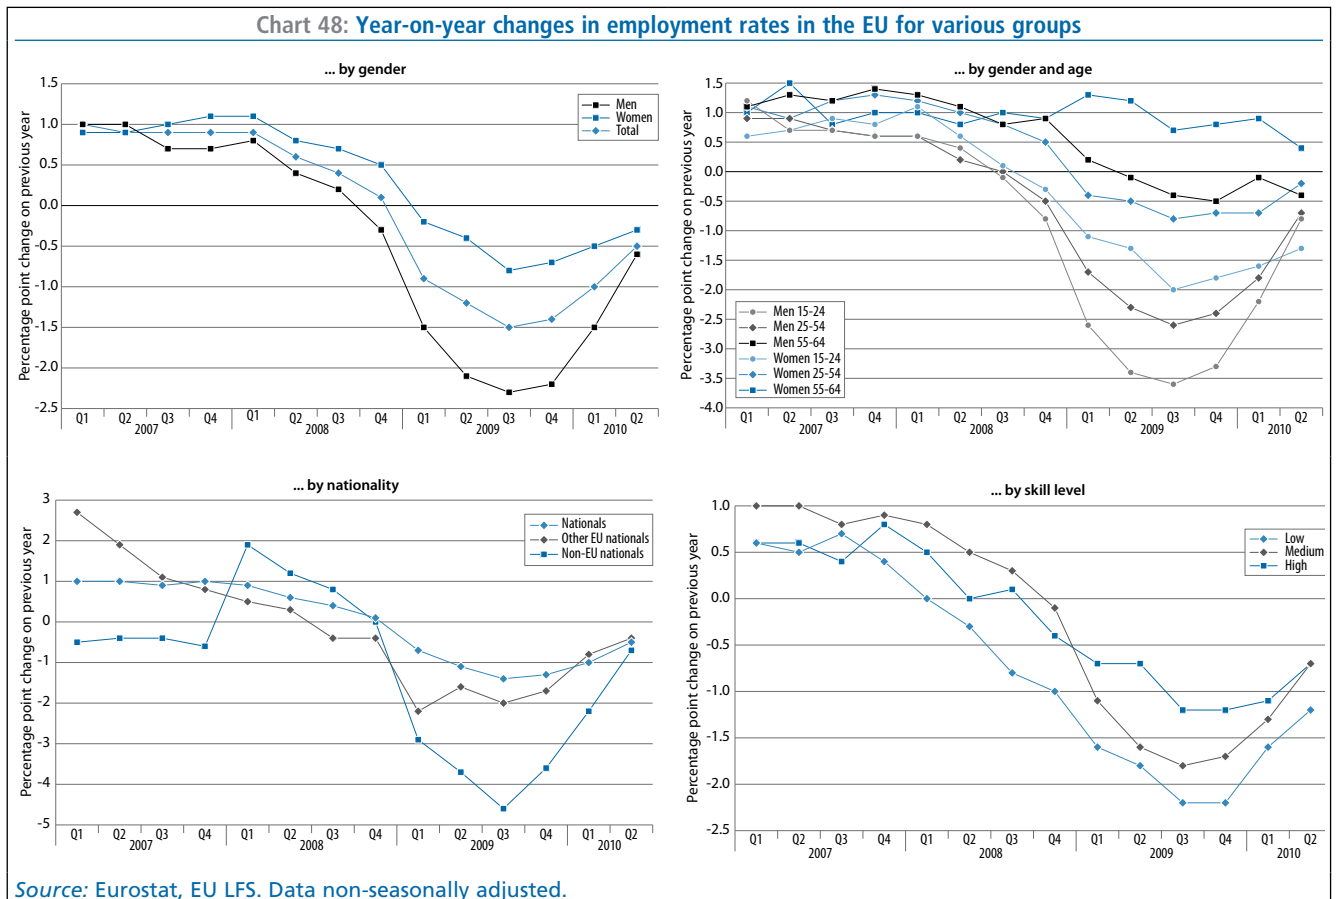 Chart 48: Year-on-year changes in employment rates in the EU for various groups
... by gender
Percentage point change on previous year
1.5
1.0
0.5
0.0
-0.5
-1.0
-1.5
-2.0
-2.5
Men
Women
Total
Q1 Q2 Q3 Q4 Q1 Q2 Q3 Q4 Q1 Q2 Q3 Q4 Q1 Q2
2007 2008 2009 2010
... by gender and age
Percentage point change on previous year
1.5
1.0
0.5
0.0
-0.5
-1.0
-1.5
-2.0
-2.5
-3.0
-3.5
-4.0
Men 15-24
Men 25-54
Men 55-64
Women 15-24
Women 25-54
Women 55-64
Q1 Q2 Q3 Q4 Q1 Q2 Q3 Q4 Q1 Q2 Q3 Q4 Q1 Q2
2007 2008 2009 2010
... by nationality
Percentage point change on previous year
3
2
1
0
-1
-2
-3
-4
-5
Nationals
Other EU nationals
Non-EU nationals
Q1 Q2 Q3 Q4 Q1 Q2 Q3 Q4 Q1 Q2 Q3 Q4 Q1 Q2
2007 2008 2009 2010
... by skill level
Percentage point change on previous year
1.0
0.5
0.0
-0.5
-1.0
-1.5
-2.0
-2.5
Low
Medium
High
Q1 Q2 Q3 Q4 Q1 Q2 Q3 Q4 Q1 Q2 Q3 Q4 Q1 Q2
2007 2008 2009 2010
Source: Eurostat, EU LFS. Data non-seasonally adjusted.